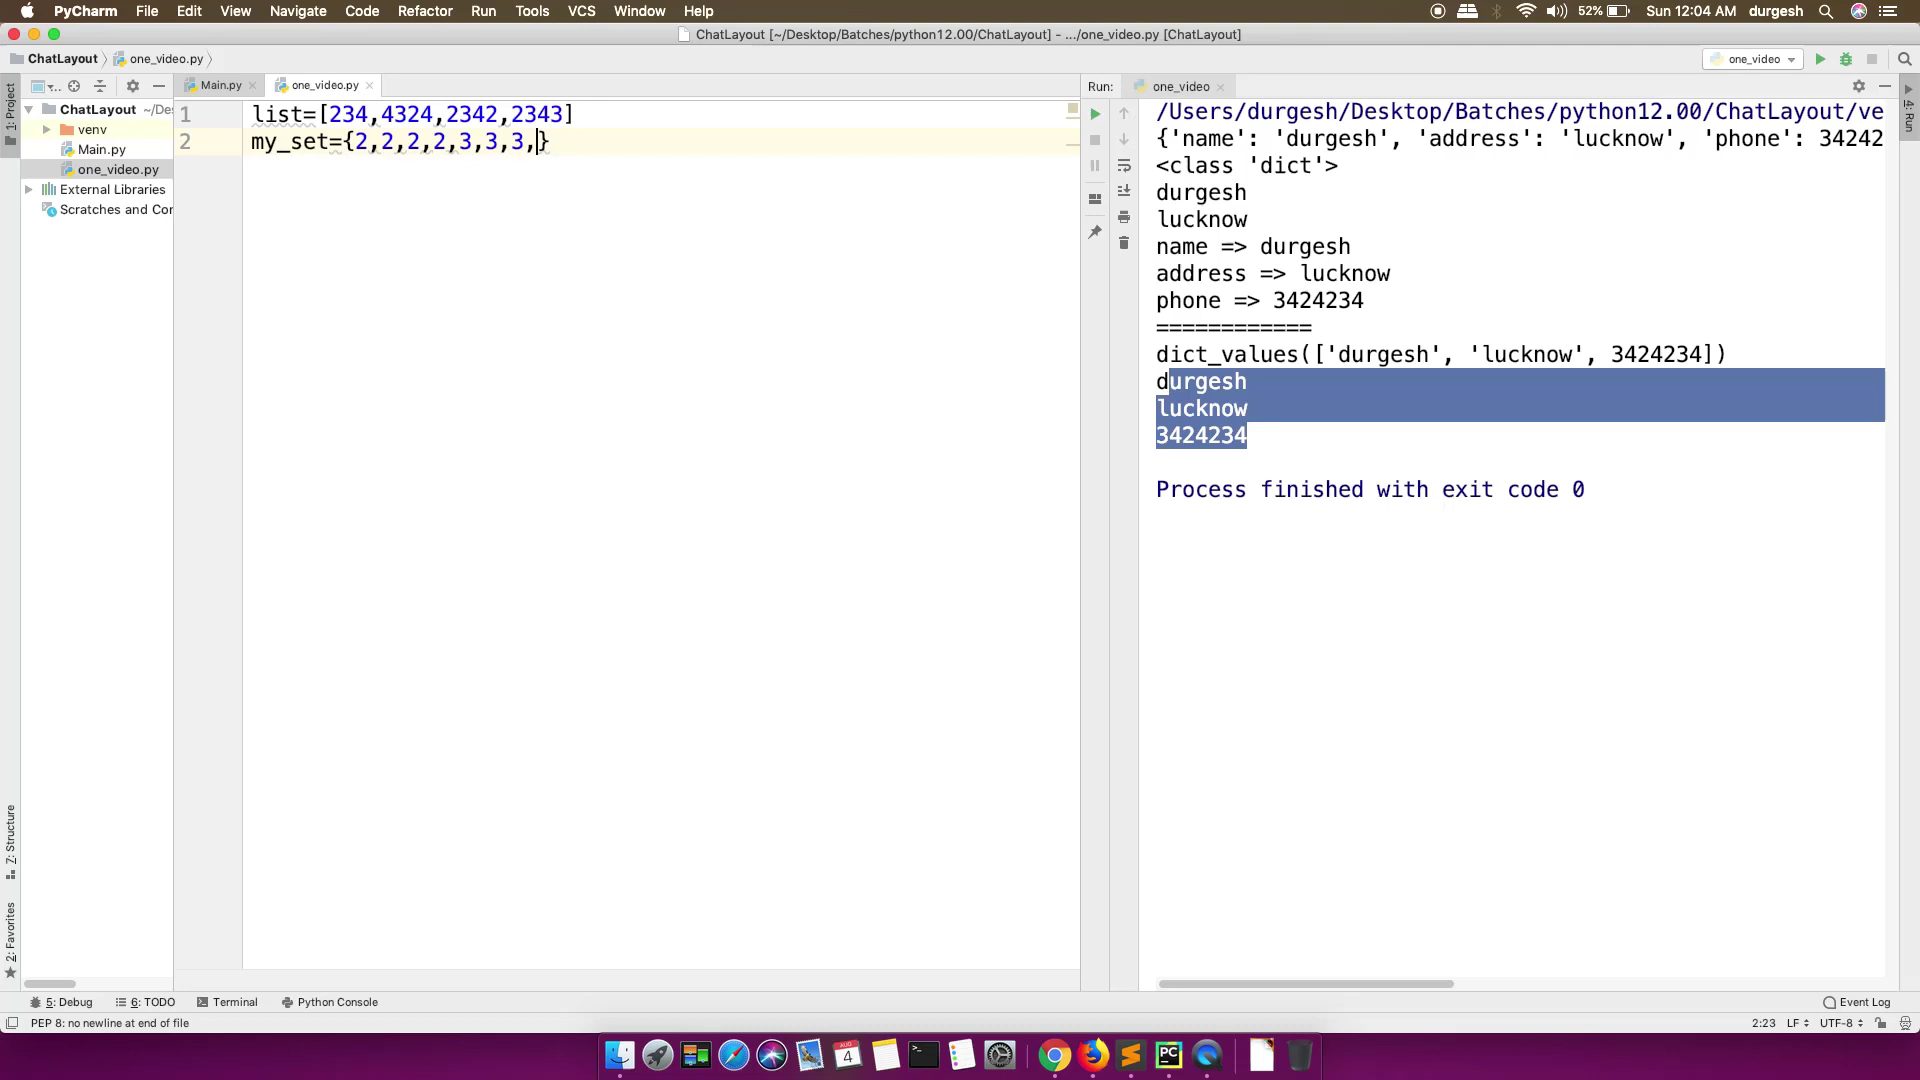 PyCharm File Edit View Navigate Code Refactor Run Tools VCS Window Help 52% Sun 12:04 AM durgesh
ChatLayout [~/Desktop/Batches/python12.00/ChatLayout] - .../one_video.py [ChatLayout]
ChatLayout one_video.py one_video
1: Project
Main.py one_video.py
ChatLayout ~/Des
venv
Main.py
one_video.py
External Libraries
Scratches and Cor
1 list=[234,4324,2342,2343]
2 my_set={2,2,2,2,3,3,3,}
Run: one_video
/Users/durgesh/Desktop/Batches/python12.00/ChatLayout/ve
{'name': 'durgesh', 'address': 'lucknow', 'phone': 34242
<class 'dict'>
durgesh
lucknow
name => durgesh
address => lucknow
phone => 3424234
============
dict_values(['durgesh', 'lucknow', 3424234])
durgesh
lucknow
3424234
Process finished with exit code 0
4: Run
7: Structure
2: Favorites
5: Debug 6: TODO Terminal Python Console Event Log
PEP 8: no newline at end of file 2:23 LF UTF-8
AUG
4
PC